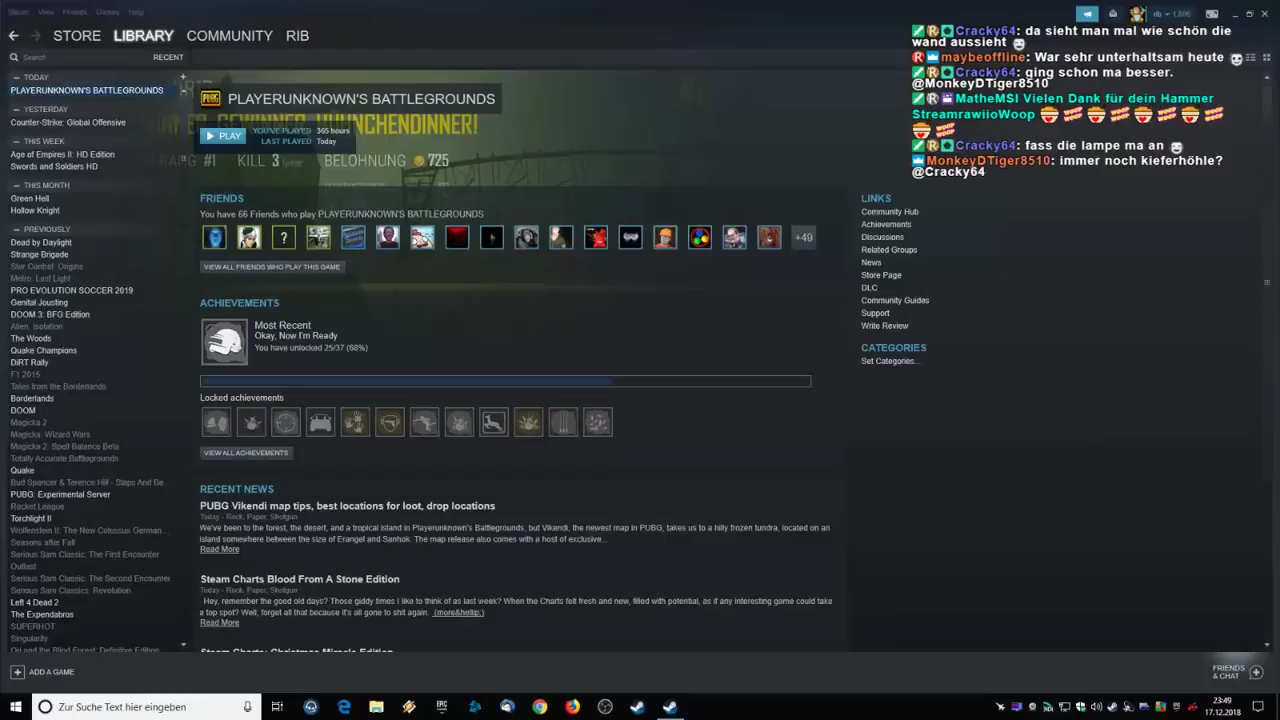 Steam View Friends Games Help
STORE LIBRARY COMMUNITY RIB
Search RECENT
TODAY
PLAYERUNKNOWN'S BATTLEGROUNDS
YESTERDAY
Counter-Strike: Global Offensive
THIS WEEK
Age of Empires II: HD Edition
Swords and Soldiers HD
THIS MONTH
Green Hell
Hollow Knight
PREVIOUSLY
Dead by Daylight
Strange Brigade
Star Control: Origins
Metro: Last Light
PRO EVOLUTION SOCCER 2019
Genital Jousting
DOOM 3: BFG Edition
Alien: Isolation
The Woods
Quake Champions
DiRT Rally
F1 2015
Tales from the Borderlands
Borderlands
DOOM
Magicka 2
Magicka: Wizard Wars
Magicka 2: Spell Balance Beta
Totally Accurate Battlegrounds
Quake
Bud Spencer & Terence Hill - Slaps And Be...
PUBG: Experimental Server
Rocket League
Torchlight II
Wolfenstein II: The New Colossus German...
Seasons after Fall
Serious Sam Classic: The First Encounter
Outlast
Serious Sam Classic: The Second Encounter
Serious Sam Classics: Revolution
Left 4 Dead 2
The Expendabros
SUPERHOT
Singularity
Ori and the Blind Forest: Definitive Edition
PLAYERUNKNOWN'S BATTLEGROUNDS
PLAY YOU'VE PLAYED 365 hours
LAST PLAYED Today
#1 KILL 3 BELOHNUNG 725
FRIENDS
You have 66 Friends who play PLAYERUNKNOWN'S BATTLEGROUNDS
+49
VIEW ALL FRIENDS WHO PLAY THIS GAME
ACHIEVEMENTS
Most Recent
Okay, Now I'm Ready
You have unlocked 25/37 (68%)
Locked achievements
VIEW ALL ACHIEVEMENTS
RECENT NEWS
PUBG Vikendi map tips, best locations for loot, drop locations
Today - Rock, Paper, Shotgun
We've been to the forest, the desert, and a tropical island in Playerunknown's Battlegrounds, but Vikendi, the newest map in PUBG, takes us to a hilly frozen tundra, located on an
island somewhere between the size of Erangel and Sanhok. The map release also comes with a host of exclusive...
Read More
Steam Charts Blood From A Stone Edition
Today - Rock, Paper, Shotgun
Hey, remember the good old days? Those giddy times I like to think of as last week? When the Charts felt fresh and new, filled with potential, as if any interesting game could take
a top spot? Well, forget all that because it's all gone to shit again. (more&hellip;)
Read More
Steam Charts: Christmas Miracle Edition
LINKS
Community Hub
Achievements
Discussions
Related Groups
News
Store Page
DLC
Community Guides
Support
Write Review
CATEGORIES
Set Categories...
Cracky64: da sieht man mal wie schön die
wand aussieht
maybeoffline: War sehr unterhaltsam heute
Cracky64: ging schon ma besser.
@MonkeyDTiger8510
MatheMSI Vielen Dank für dein Hammer
StreamrawiioWoop
Cracky64: fass die lampe ma an
MonkeyDTiger8510: immer noch kieferhöhle?
@Cracky64
ADD A GAME
FRIENDS
& CHAT
Zur Suche Text hier eingeben
EPIC
23:49
17.12.2018